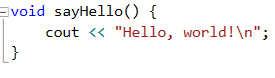 void sayHello() {
    cout << "Hello, world!\n";
}